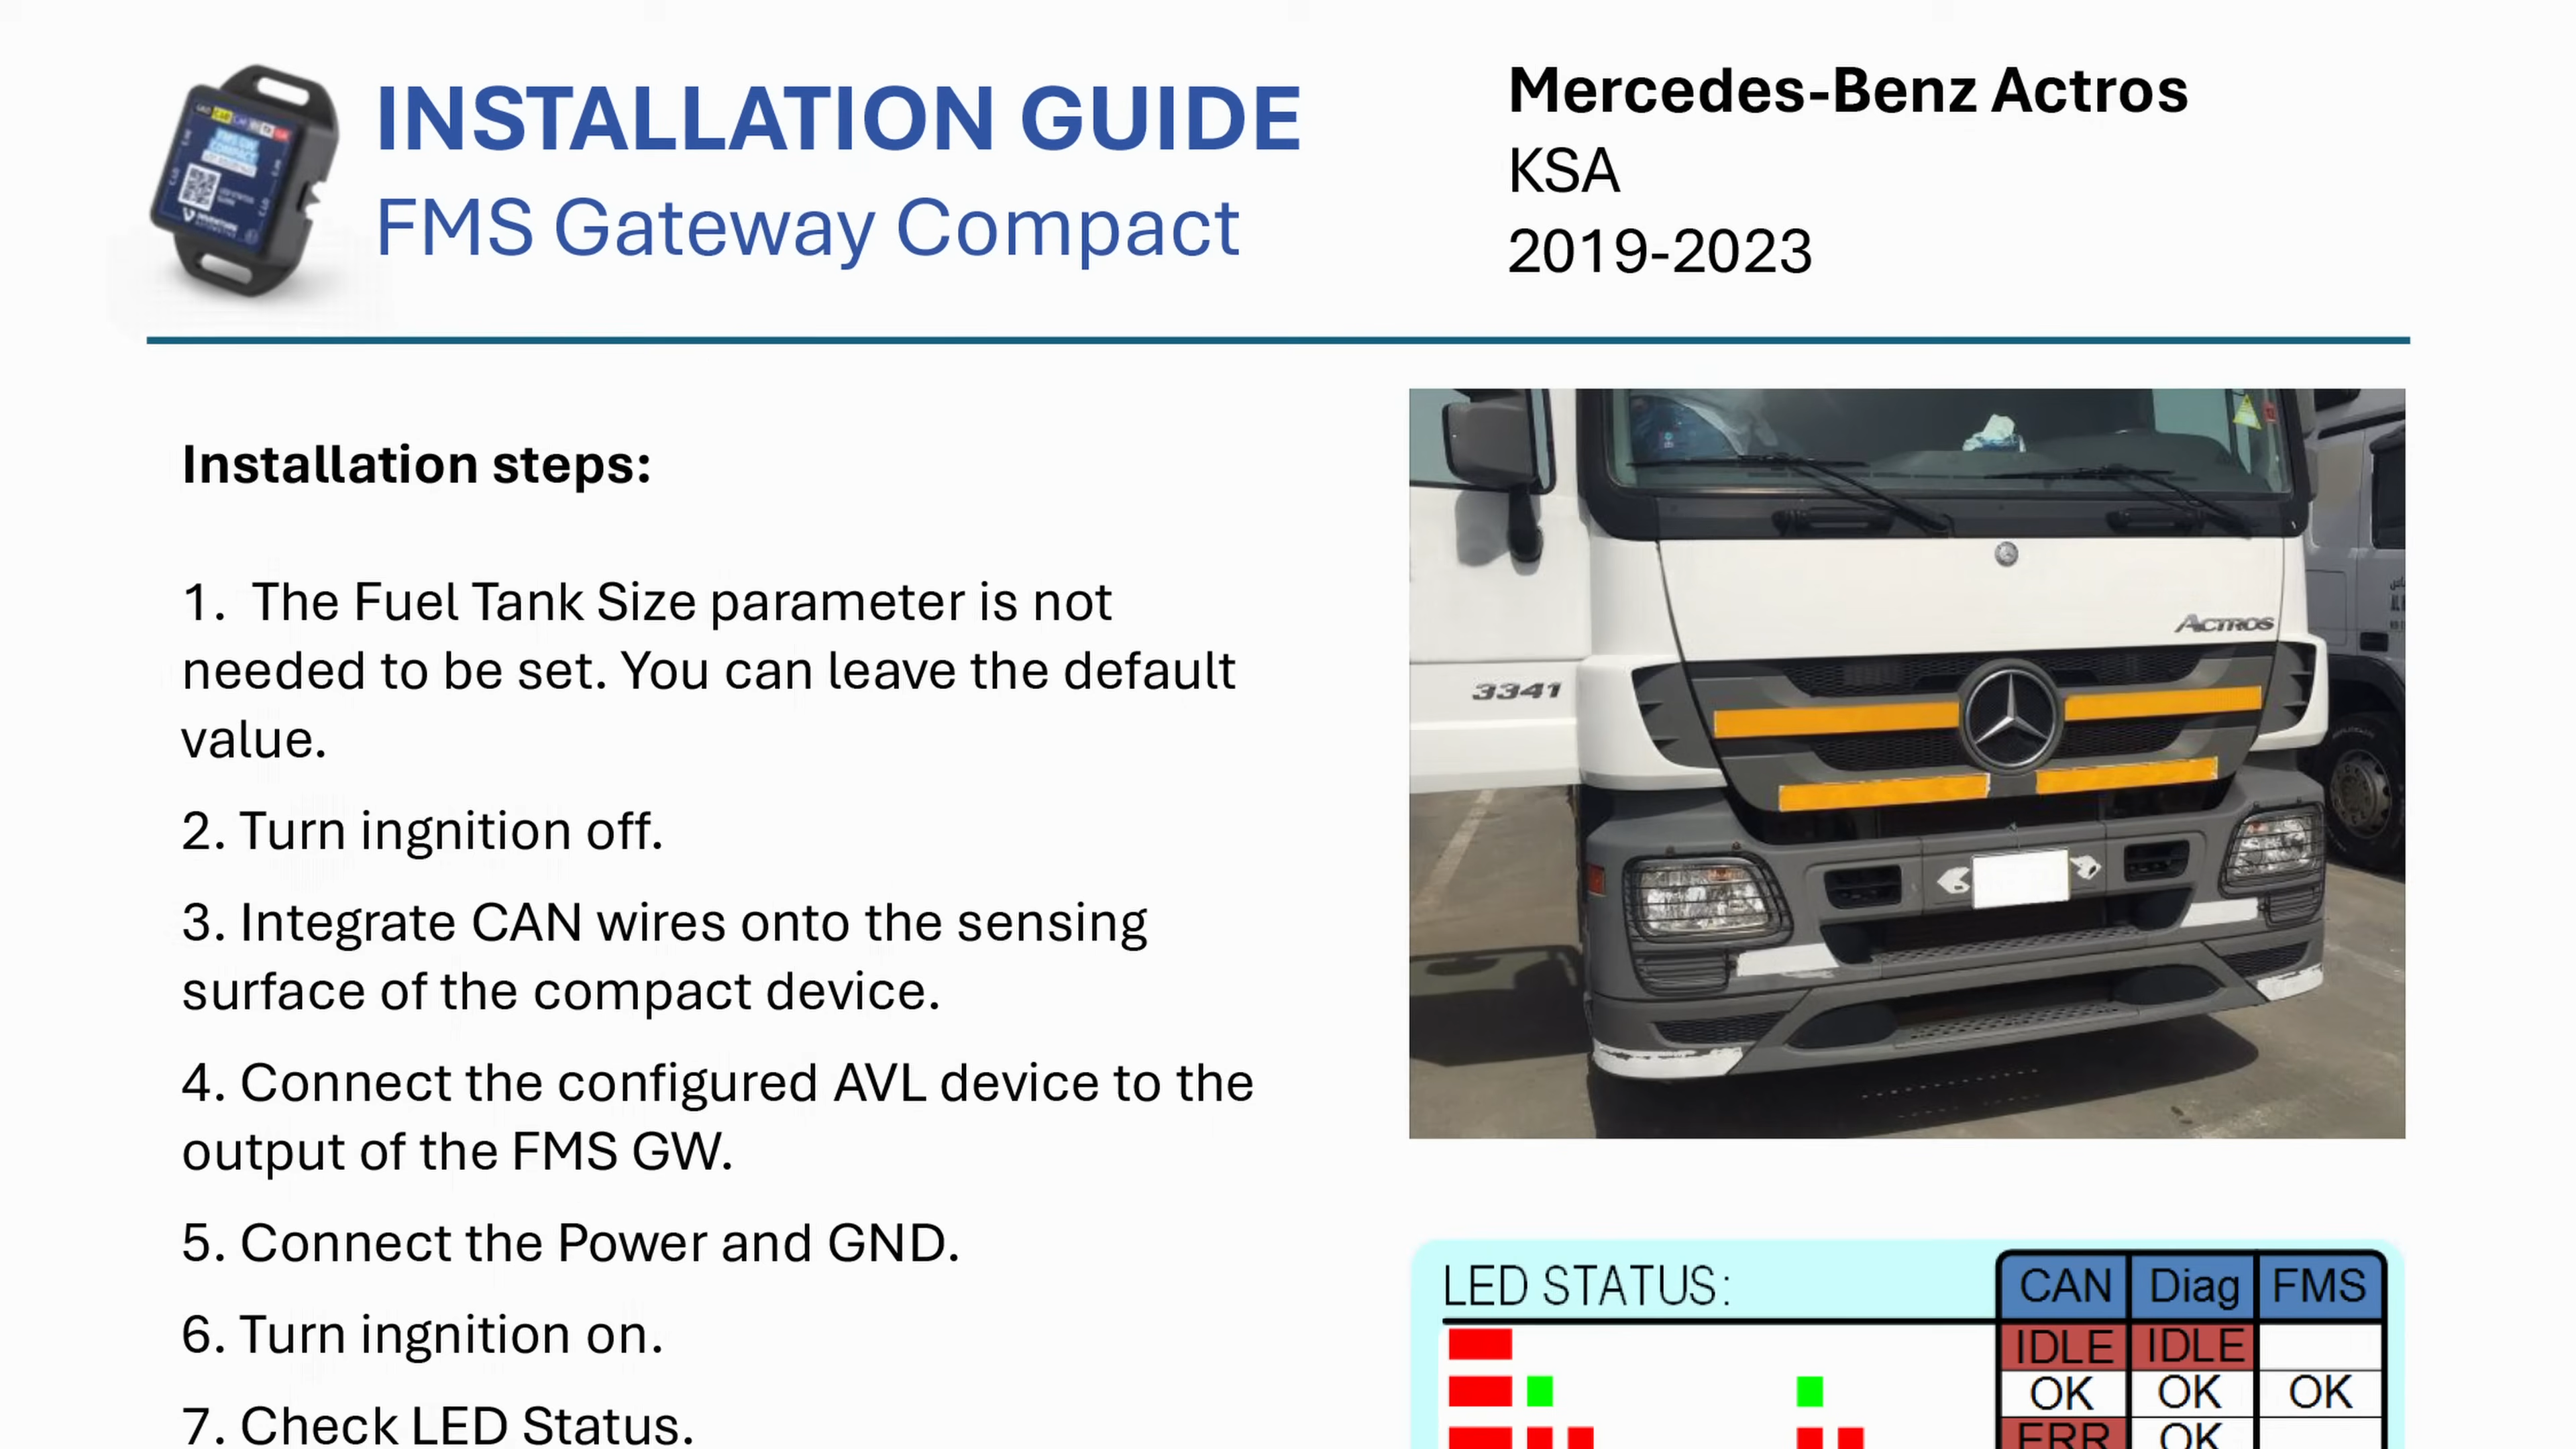 INSTALLATION GUIDE
FMS Gateway Compact
Mercedes-Benz Actros
KSA
2019-2023
Installation steps:
1.  The Fuel Tank Size parameter is not
needed to be set. You can leave the default
value.
2. Turn ingnition off.
3. Integrate CAN wires onto the sensing
surface of the compact device.
4. Connect the configured AVL device to the
output of the FMS GW.
5. Connect the Power and GND.
6. Turn ingnition on.
7. Check LED Status.
ACTROS
3341
LED STATUS:
CAN Diag FMS
IDLE IDLE
OK OK OK
ERR OK